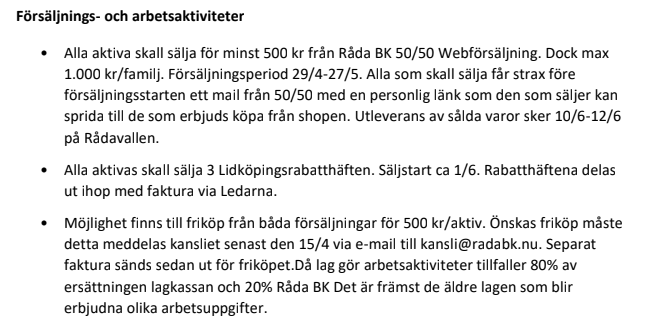 Försäljnings- och arbetsaktiviteter
• Alla aktiva skall sälja för minst 500 kr från Råda BK 50/50 Webförsäljning. Dock max
1.000 kr/familj. Försäljningsperiod 29/4-27/5. Alla som skall sälja får strax före
försäljningsstarten ett mail från 50/50 med en personlig länk som den som säljer kan
sprida till de som erbjuds köpa från shopen. Utleverans av sålda varor sker 10/6-12/6
på Rådavallen.
• Alla aktivas skall sälja 3 Lidköpingsrabatthäften. Säljstart ca 1/6. Rabatthäftena delas
ut ihop med faktura via Ledarna.
• Möjlighet finns till friköp från båda försäljningar för 500 kr/aktiv. Önskas friköp måste
detta meddelas kansliet senast den 15/4 via e-mail till kansli@radabk.nu. Separat
faktura sänds sedan ut för friköpet.Då lag gör arbetsaktiviteter tillfaller 80% av
ersättningen lagkassan och 20% Råda BK Det är främst de äldre lagen som blir
erbjudna olika arbetsuppgifter.